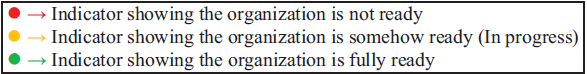 ● → Indicator showing the organization is not ready
● → Indicator showing the organization is somehow ready (In progress)
● → Indicator showing the organization is fully ready